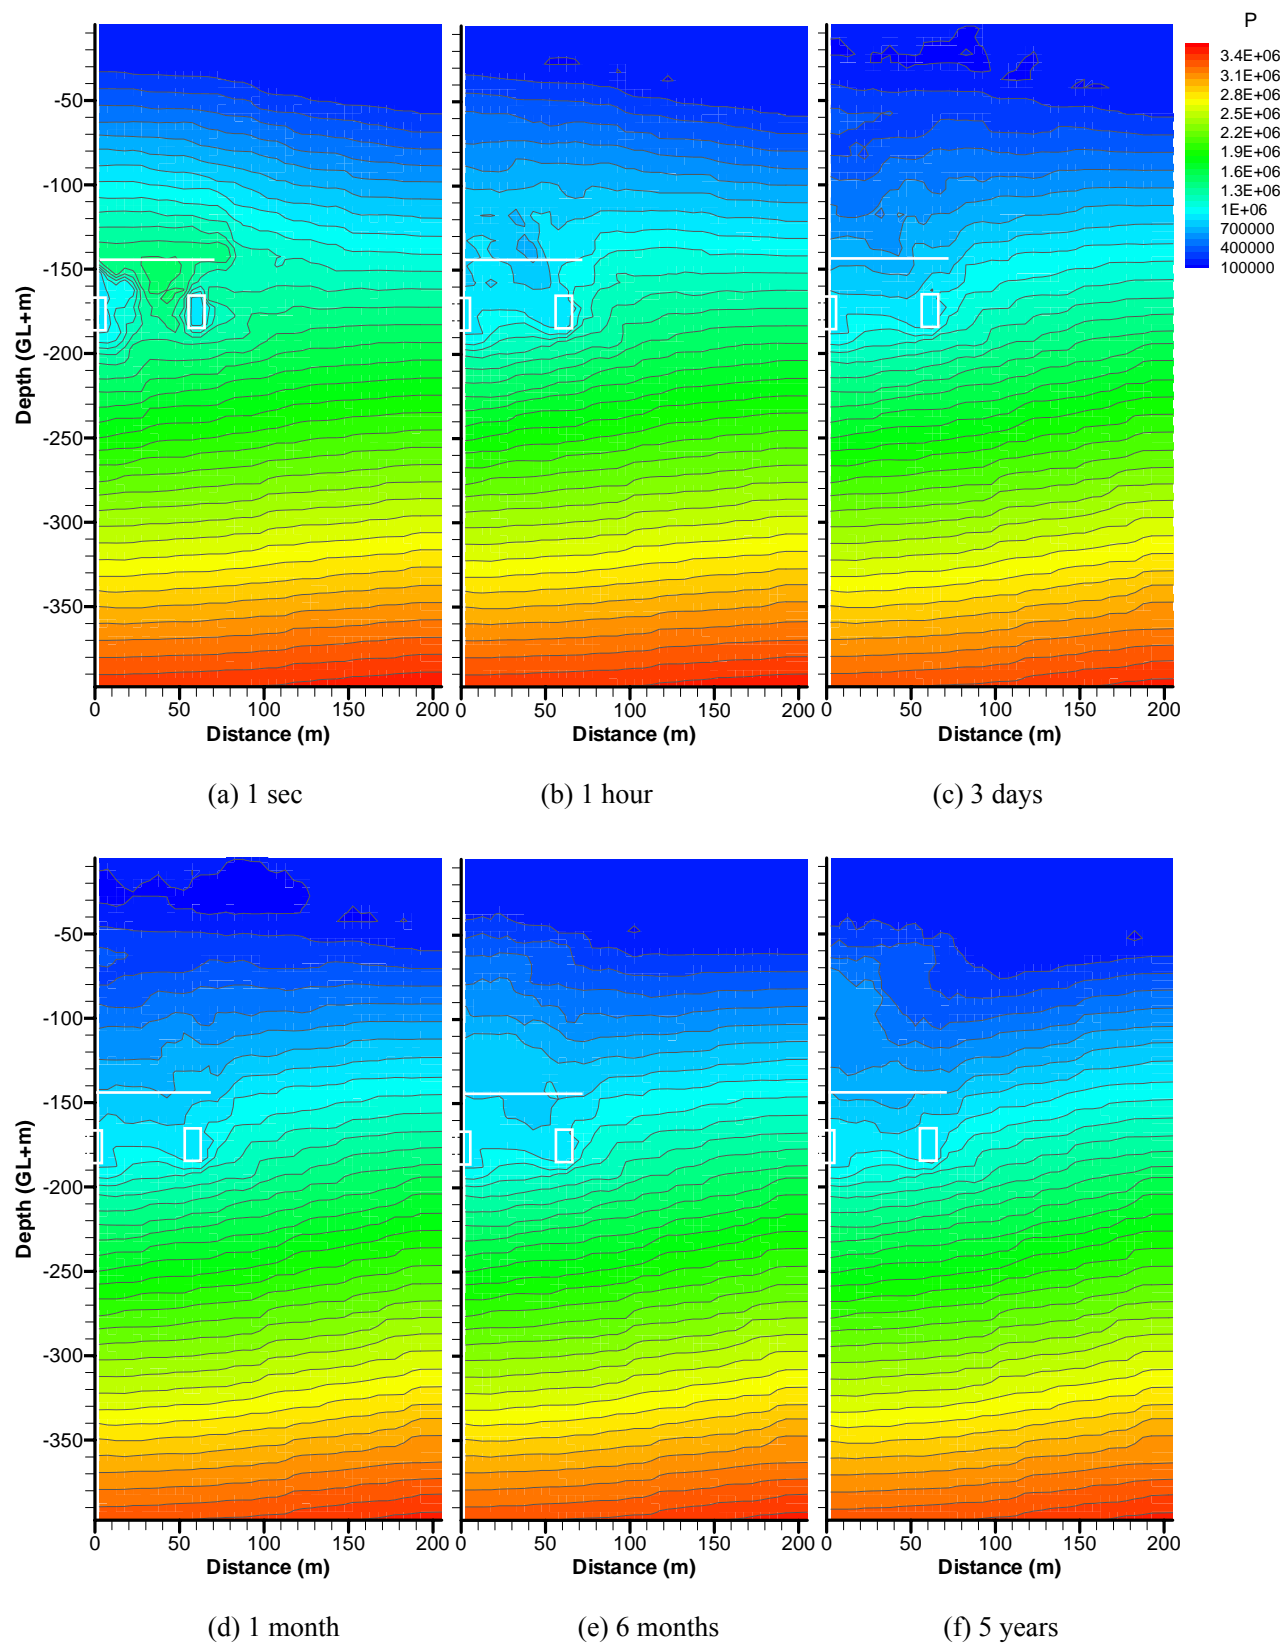 P
3.4E+06
3.1E+06
2.8E+06
2.5E+06
2.2E+06
1.9E+06
1.6E+06
1.3E+06
1E+06
700000
400000
100000
Depth (GL+m)
-50
-100
-150
-200
-250
-300
-350
0 50 100 150 200
0 50 100 150 200
0 50 100 150 200
Distance (m) Distance (m) Distance (m)
(a) 1 sec (b) 1 hour (c) 3 days
Depth (GL+m)
-50
-100
-150
-200
-250
-300
-350
0 50 100 150 200
0 50 100 150 200
0 50 100 150 200
Distance (m) Distance (m) Distance (m)
(d) 1 month (e) 6 months (f) 5 years